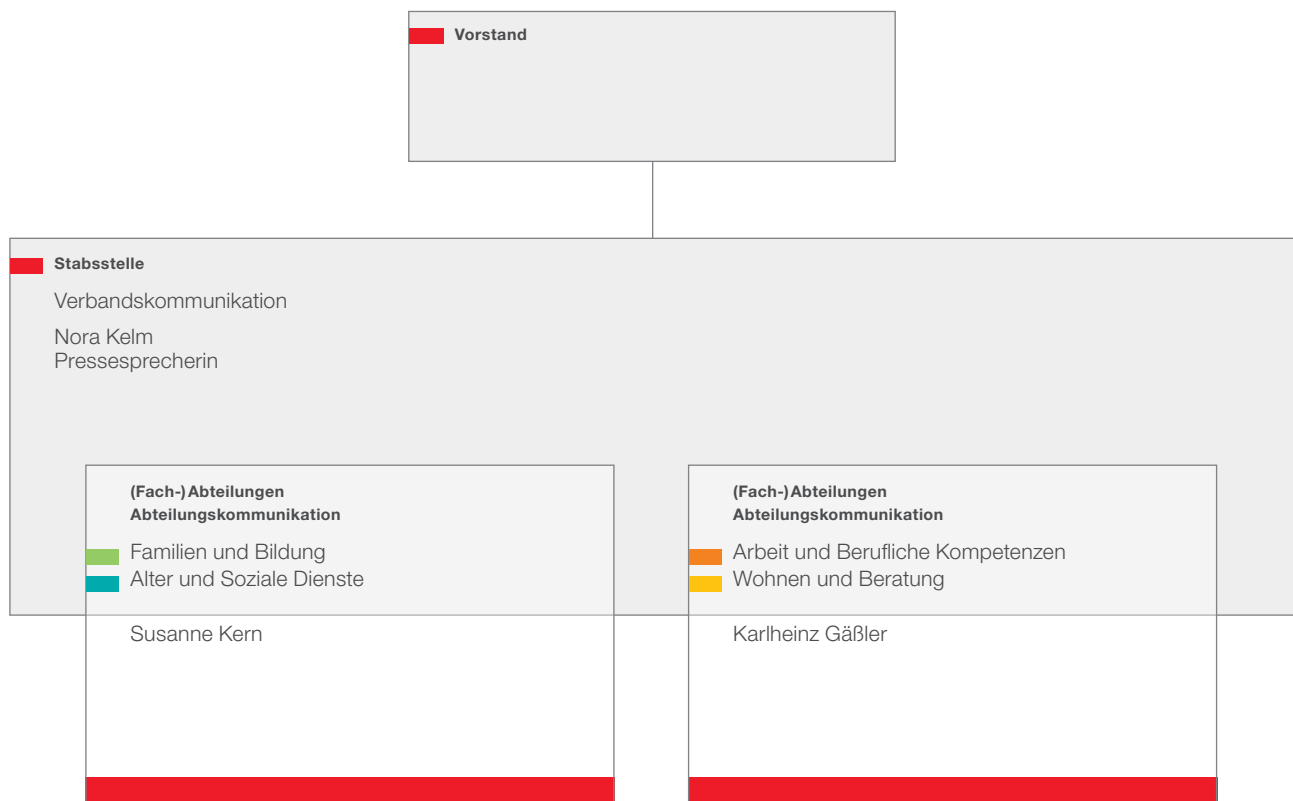 Vorstand
Stabsstelle
Verbandskommunikation
Nora Kelm
Pressesprecherin
(Fach-) Abteilungen
Abteilungskommunikation
Familien und Bildung
Alter und Soziale Dienste
Susanne Kern
(Fach-) Abteilungen
Abteilungskommunikation
Arbeit und Berufliche Kompetenzen
Wohnen und Beratung
Karlheinz Gäßler